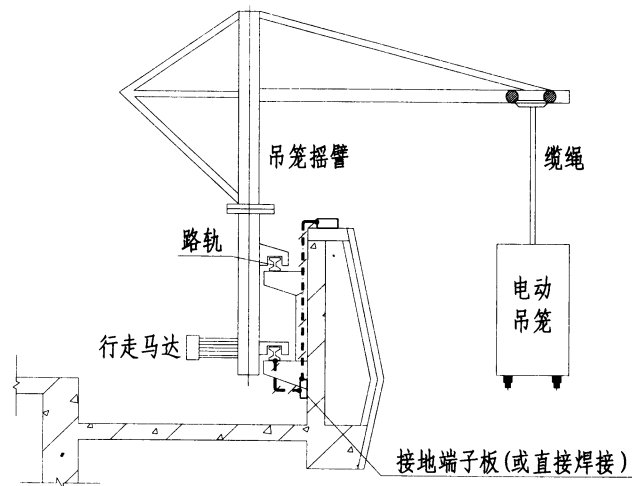 吊笼摇臂
缆绳
路轨
电动
吊笼
行走马达
接地端子板(或直接焊接)